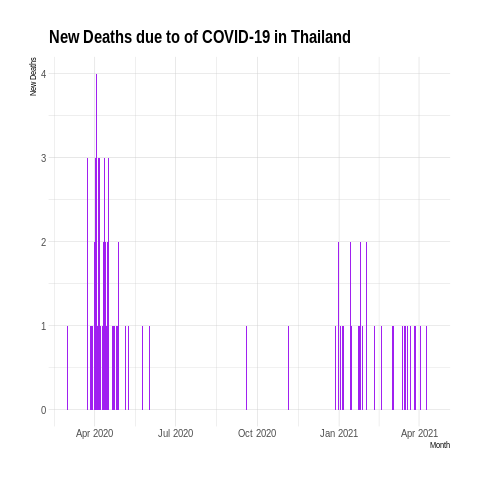 New Deaths due to of COVID-19 in Thailand
New Deaths
4
3
2
1
0
Apr 2020 Jul 2020 Oct 2020 Jan 2021 Apr 2021
Month